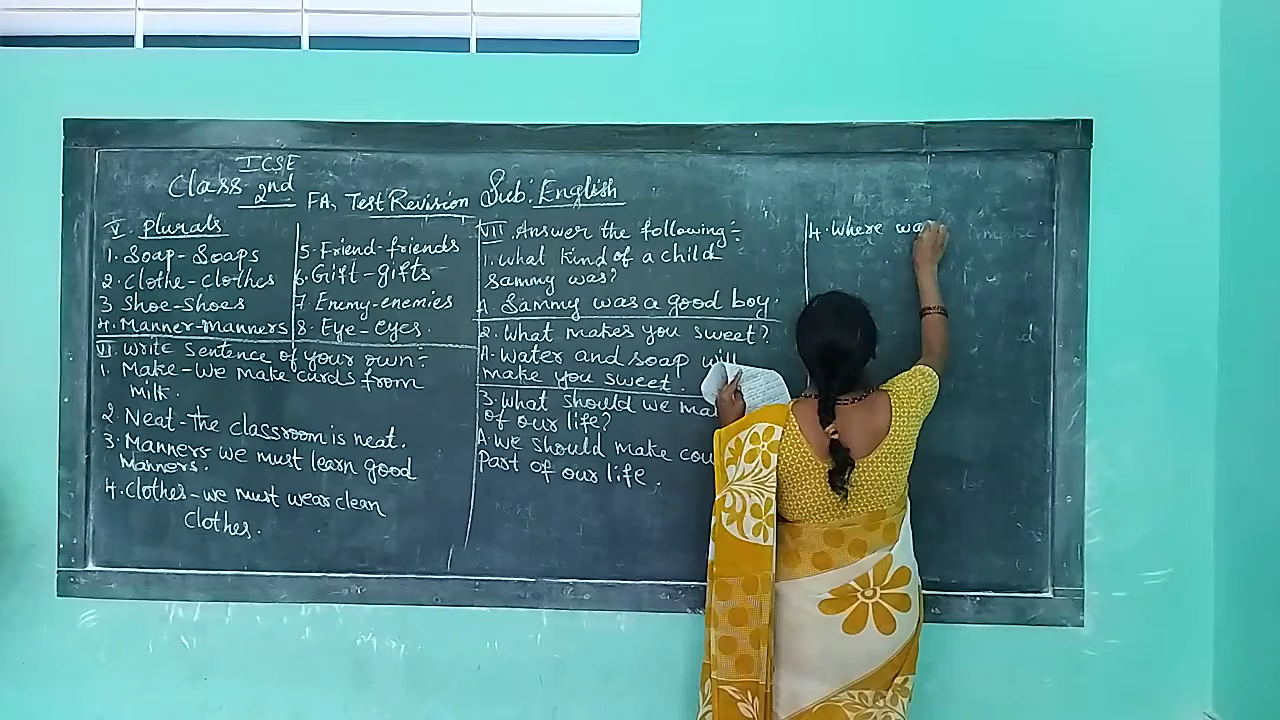 ICSE
Class 2nd FA1 Test Revision Sub: English
V. plurals
1. Soap-Soaps
2. Clothe-Clothes
3 Shoe-Shoes
4. Manner-manners
5. Friend-friends
6. Gift-gifts
7 Enemy-enemies
8. Eye-eyes.
VI. Write sentence of your own:-
1. Make-We make curds from
milk.
2 Neat-the classroom is neat.
3. Manners we must learn good
Manners.
4. Clothes-we must wear clean
Clothes.
VII. Answer the following:-
1. What kind of a child
Sammy was?
A. Sammy was a good boy.
2. What makes you sweet?
A. Water and soap will
make you sweet.
3. What should we
of our life?
A We should make
Part of our life.
4. Where